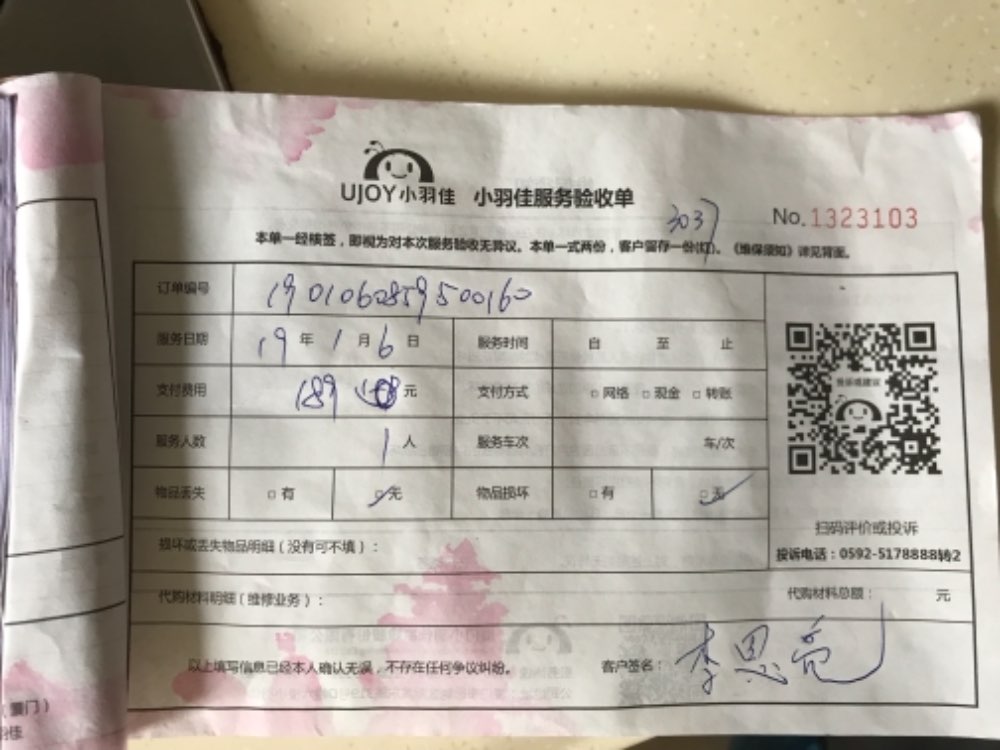 UJOY小羽佳 小羽佳服务验收单
3037
No.1323103
本单一经核签，即视为对本次服务验收无异议。本单一式两份，客户留存一份(红)。《维保须知》详见背面。
订单编号 190106085950016​0
服务日期 19 年 1 月 6 日 服务时间 自 至 止
支付费用 189 元 支付方式 □网络 □现金 □转账
服务人数 1 人 服务车次 车/次
物品丢失 □有 □无 物品损坏 □有 □无
扫码评价或投诉
投诉电话：0592-5178888转2
损坏或丢失物品明细（没有可不填）：
代购材料明细（维修业务）： 代购材料总额： 元
以上填写信息已经本人确认无误，不存在任何争议纠纷。 客户签名： 李思亮
厦门）
羽佳